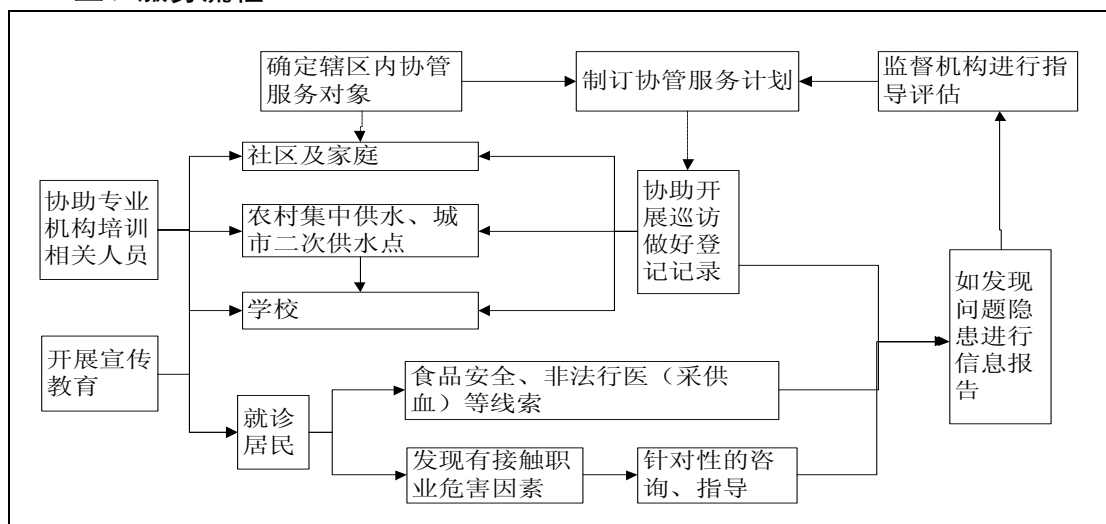 确定辖区内协管
服务对象
制订协管服务计划
监督机构进行指
导评估
社区及家庭
协助专业
机构培训
相关人员
农村集中供水、城
市二次供水点
协助开
展巡访
做好登
记记录
学校
如发现
问题隐
患进行
信息报
告
开展宣传
教育
食品安全、非法行医（采供
血）等线索
就诊
居民
发现有接触职
业危害因素
针对性的咨
询、指导